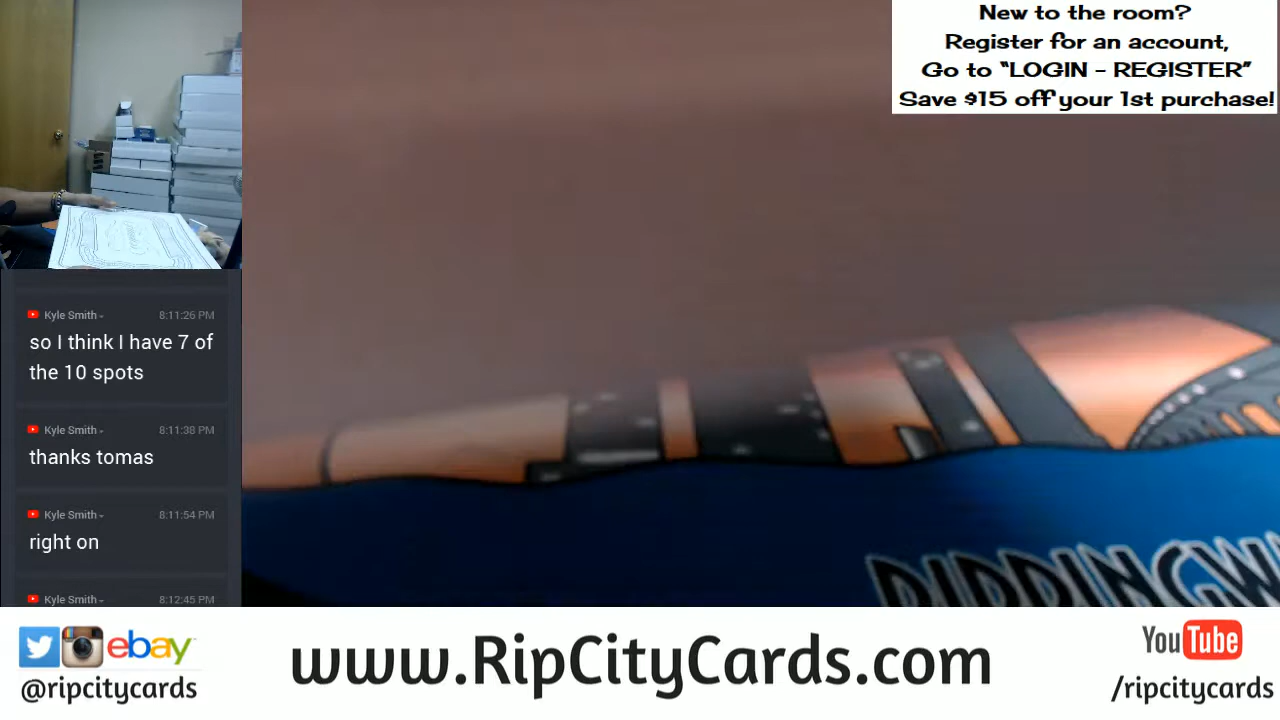 New to the room?
Register for an account,
Go to “LOGIN - REGISTER”
Save $15 off your 1st purchase!
Kyle Smith 8:11:26 PM
so I think I have 7 of
the 10 spots
Kyle Smith 8:11:38 PM
thanks tomas
Kyle Smith 8:11:54 PM
right on
Kyle Smith 8:12:45 PM
ebay
@ripcitycards
www.RipCityCards.com
YouTube
/ripcitycards